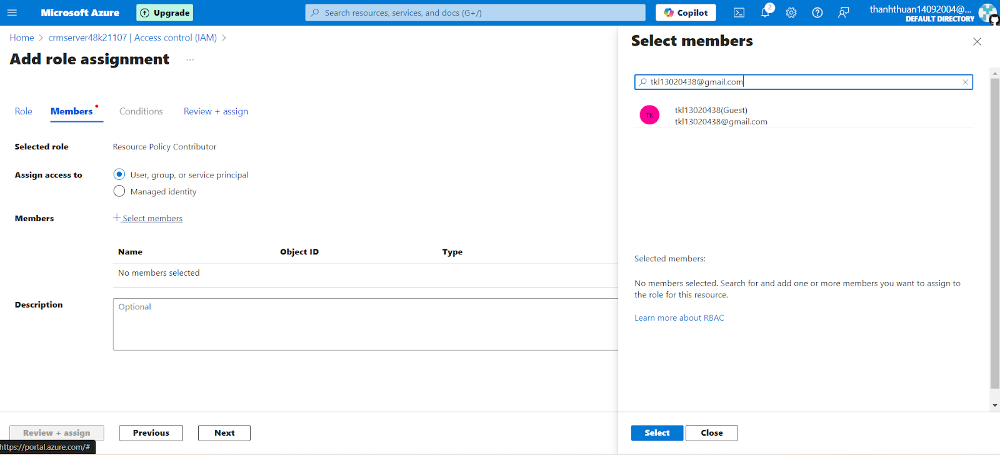 Microsoft Azure
Upgrade
Search resources, services, and docs (G+/)
Copilot
2
thanhthuan14092004@...
DEFAULT DIRECTORY
Home > crmserver48k21107 | Access control (IAM) >
Add role assignment ...
Role
Members
Conditions
Review + assign
Selected role
Resource Policy Contributor
Assign access to
User, group, or service principal
Managed identity
Members
+ Select members
Name
Object ID
Type
No members selected
Description
Optional
Review + assign
Previous
Next
https://portal.azure.com/#
Select members
tkl13020438@gmail.com
TK
tkl13020438(Guest)
tkl13020438@gmail.com
Selected members:
No members selected. Search for and add one or more members you want to assign to
the role for this resource.
Learn more about RBAC
Select
Close